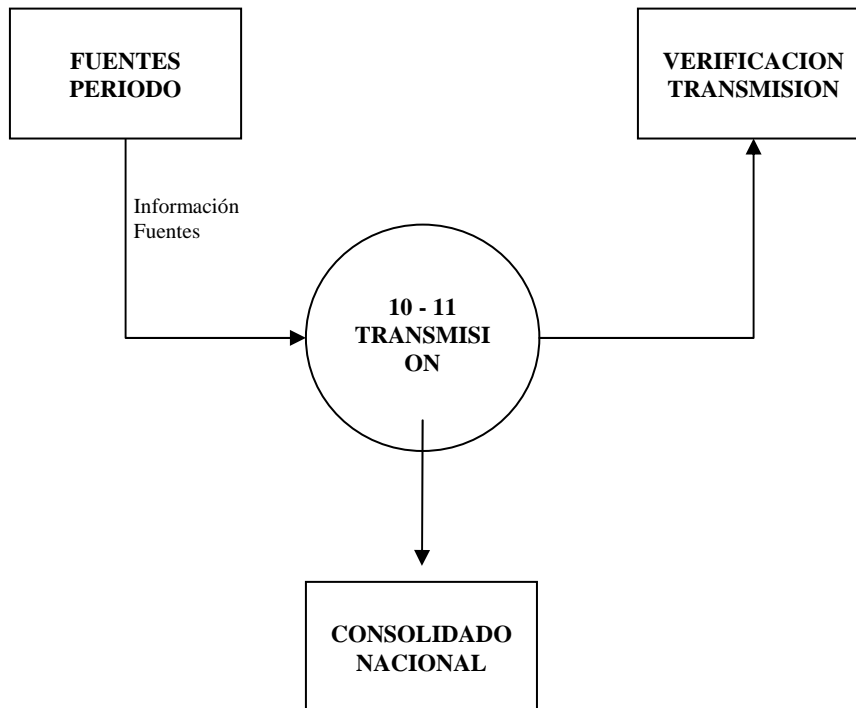 FUENTES
PERIODO
VERIFICACION
TRANSMISION
Información
Fuentes
10 - 11
TRANSMISI
ON
CONSOLIDADO
NACIONAL